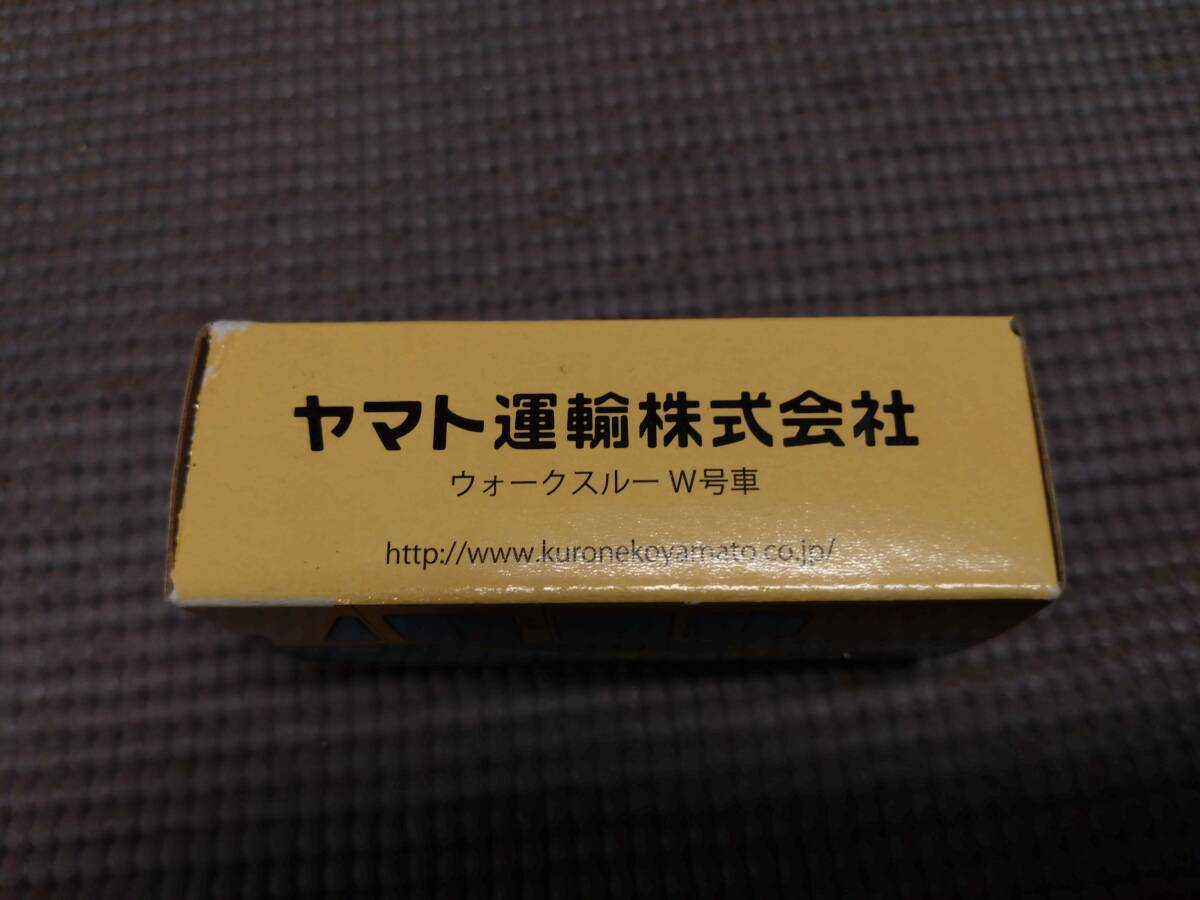 ヤマト運輸株式会社
ウォークスルー W号車
http://www.kuronekoyamato.co.jp/